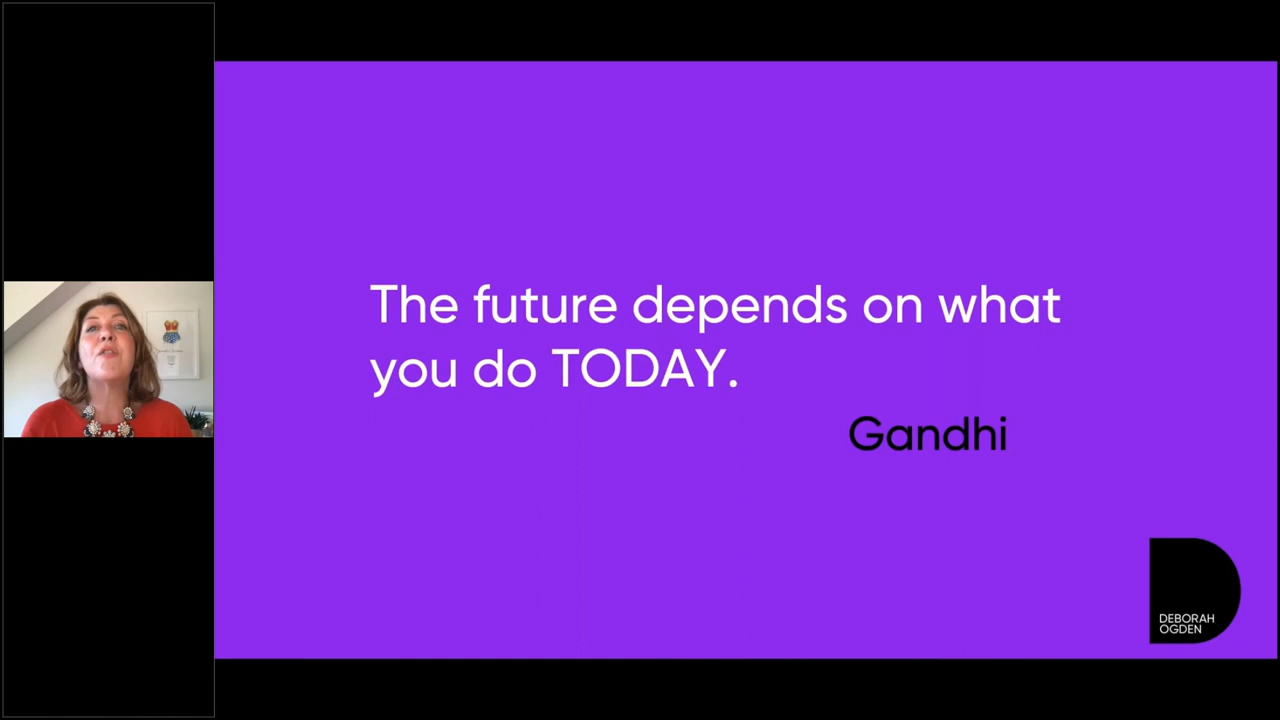 The future depends on what
you do TODAY.
Gandhi
DEBORAH
OGDEN